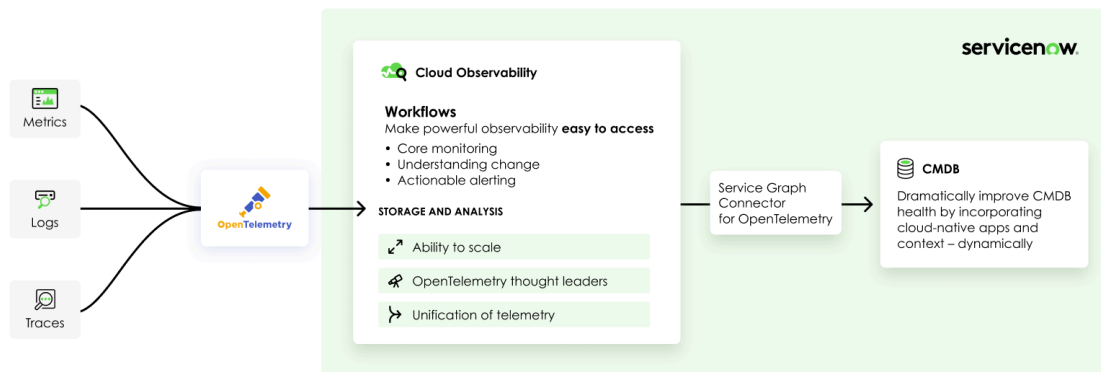 servicenow
Metrics
Logs
Traces
OpenTelemetry
Cloud Observability
Workflows
Make powerful observability easy to access
• Core monitoring
• Understanding change
• Actionable alerting
STORAGE AND ANALYSIS
Ability to scale
OpenTelemetry thought leaders
Unification of telemetry
Service Graph
Connector
for OpenTelemetry
CMDB
Dramatically improve CMDB
health by incorporating
cloud-native apps and
context – dynamically